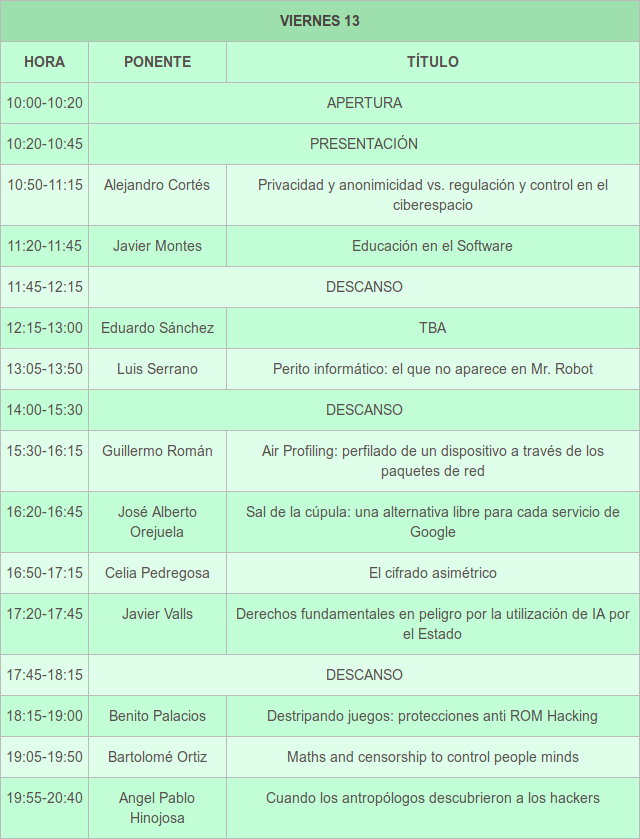 VIERNES 13
HORA PONENTE TÍTULO
10:00-10:20 APERTURA
10:20-10:45 PRESENTACIÓN
10:50-11:15 Alejandro Cortés Privacidad y anonimicidad vs. regulación y control en el
ciberespacio
11:20-11:45 Javier Montes Educación en el Software
11:45-12:15 DESCANSO
12:15-13:00 Eduardo Sánchez TBA
13:05-13:50 Luis Serrano Perito informático: el que no aparece en Mr. Robot
14:00-15:30 DESCANSO
15:30-16:15 Guillermo Román Air Profiling: perfilado de un dispositivo a través de los
paquetes de red
16:20-16:45 José Alberto Sal de la cúpula: una alternativa libre para cada servicio de
Orejuela Google
16:50-17:15 Celia Pedregosa El cifrado asimétrico
17:20-17:45 Javier Valls Derechos fundamentales en peligro por la utilización de IA por
el Estado
17:45-18:15 DESCANSO
18:15-19:00 Benito Palacios Destripando juegos: protecciones anti ROM Hacking
19:05-19:50 Bartolomé Ortiz Maths and censorship to control people minds
19:55-20:40 Angel Pablo Cuando los antropólogos descubrieron a los hackers
Hinojosa